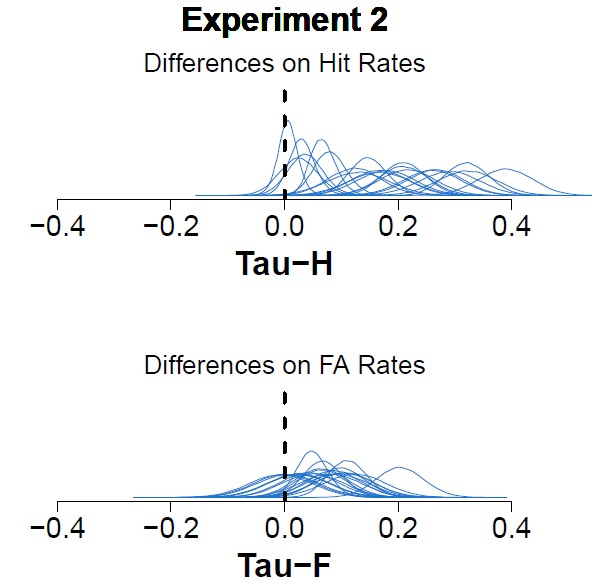 Experiment 2
Differences on Hit Rates
−0.4 −0.2 0.0 0.2 0.4
Tau−H
Differences on FA Rates
−0.4 −0.2 0.0 0.2 0.4
Tau−F